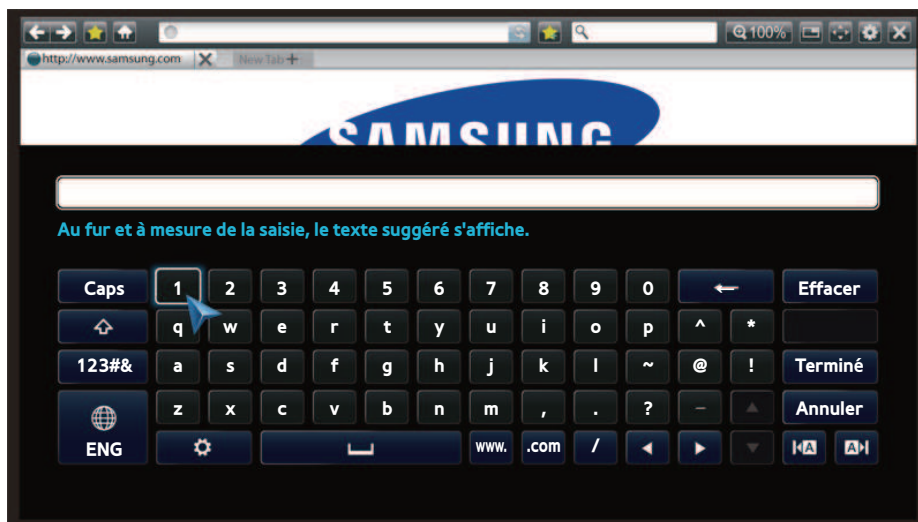 100%
http://www.samsung.com New Tab +
SAMSUNG
Au fur et à mesure de la saisie, le texte suggéré s'affiche.
Caps 1 2 3 4 5 6 7 8 9 0 Effacer
q w e r t y u i o p ^ *
123#& a s d f g h j k l ~ @ ! Terminé
z x c v b n m , . ? - Annuler
ENG www. .com / A A